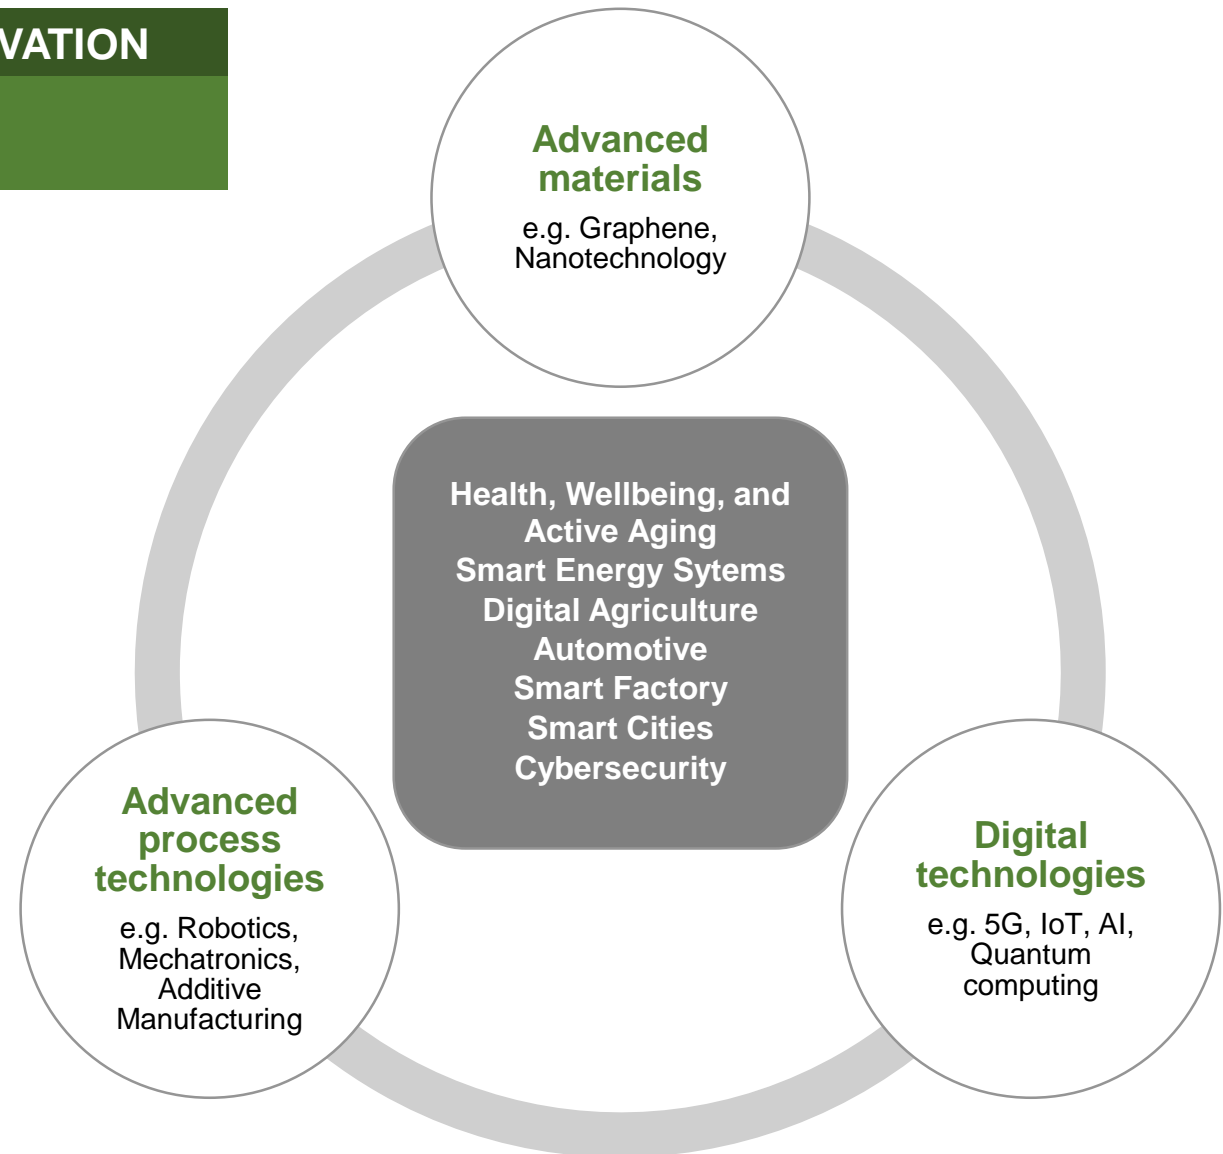 VATION
Advanced
materials
e.g. Graphene,
Nanotechnology
Health, Wellbeing, and
Active Aging
Smart Energy Sytems
Digital Agriculture
Automotive
Smart Factory
Smart Cities
Cybersecurity
Advanced
process
technologies
e.g. Robotics,
Mechatronics,
Additive
Manufacturing
Digital
technologies
e.g. 5G, IoT, AI,
Quantum
computing